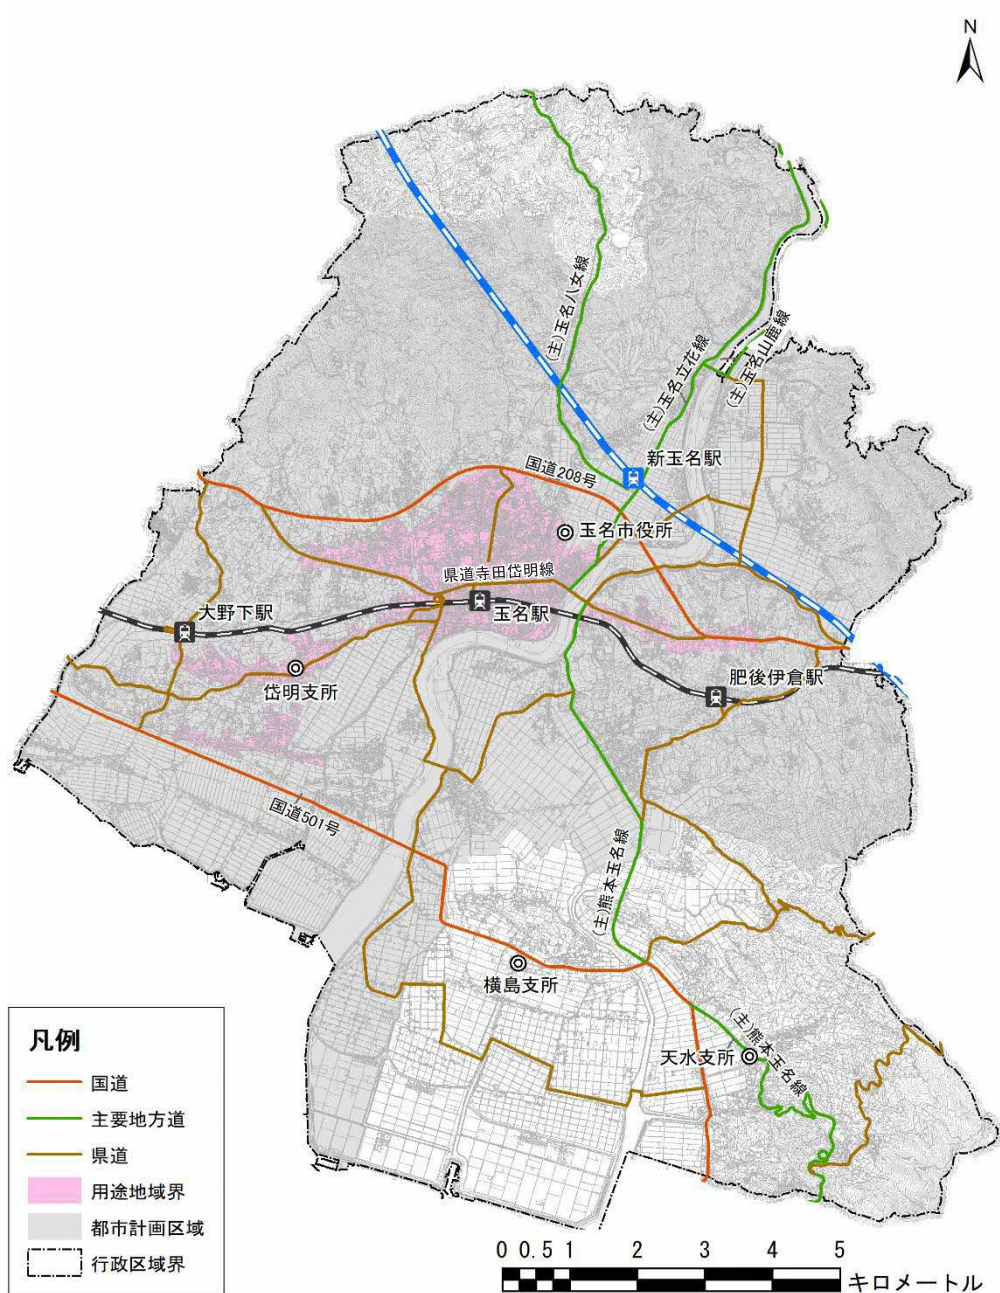 N
(主)玉名八女線
(主)玉名立花線
(主)玉名山鹿線
新玉名駅
国道208号
玉名市役所
県道寺田岱明線
大野下駅
玉名駅
岱明支所
肥後伊倉駅
国道501号
(主)熊本玉名線
横島支所
天水支所
(主)熊本玉名線
凡例
国道
主要地方道
県道
用途地域界
都市計画区域
行政区域界
0 0.5 1 2 3 4 5
キロメートル